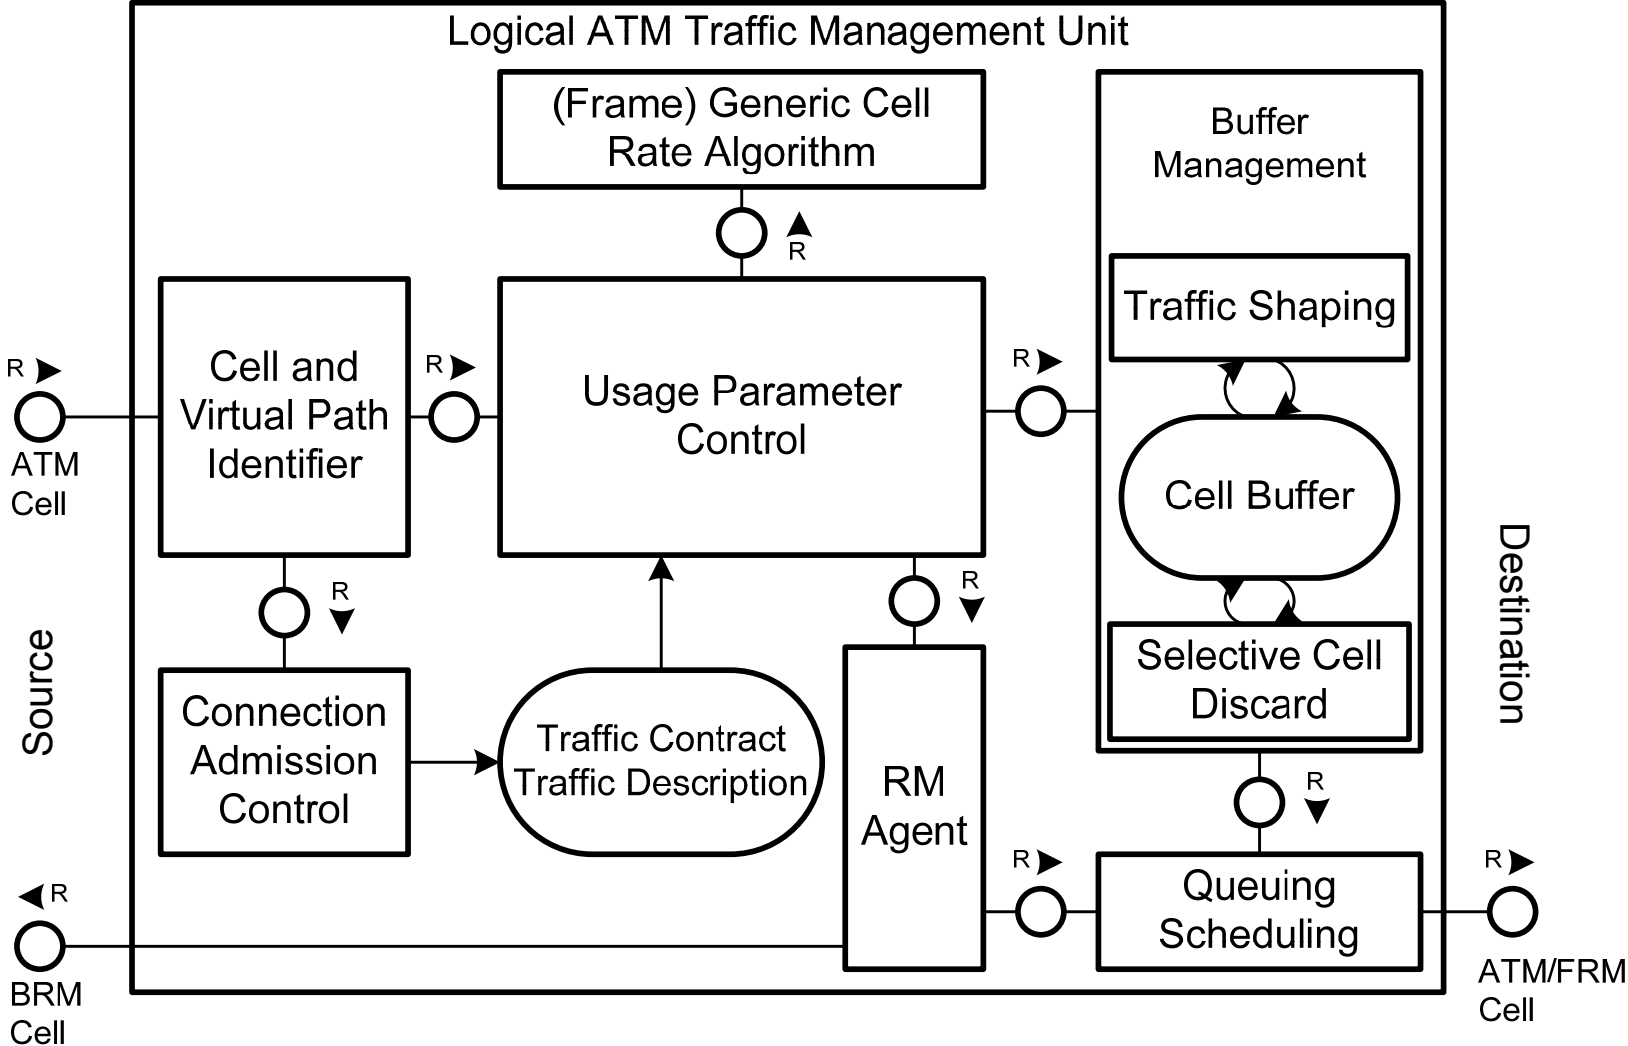 Logical ATM Traffic Management Unit
(Frame) Generic Cell
Rate Algorithm
R
Buffer
Management
R
ATM
Cell
Cell and
Virtual Path
Identifier
R
Usage Parameter
Control
R
Traffic Shaping
Cell Buffer
Selective Cell
Discard
R
R
Source
Destination
Connection
Admission
Control
Traffic Contract
Traffic Description
RM
Agent
R
R
Queuing
Scheduling
R
R
BRM
Cell
ATM/FRM
Cell